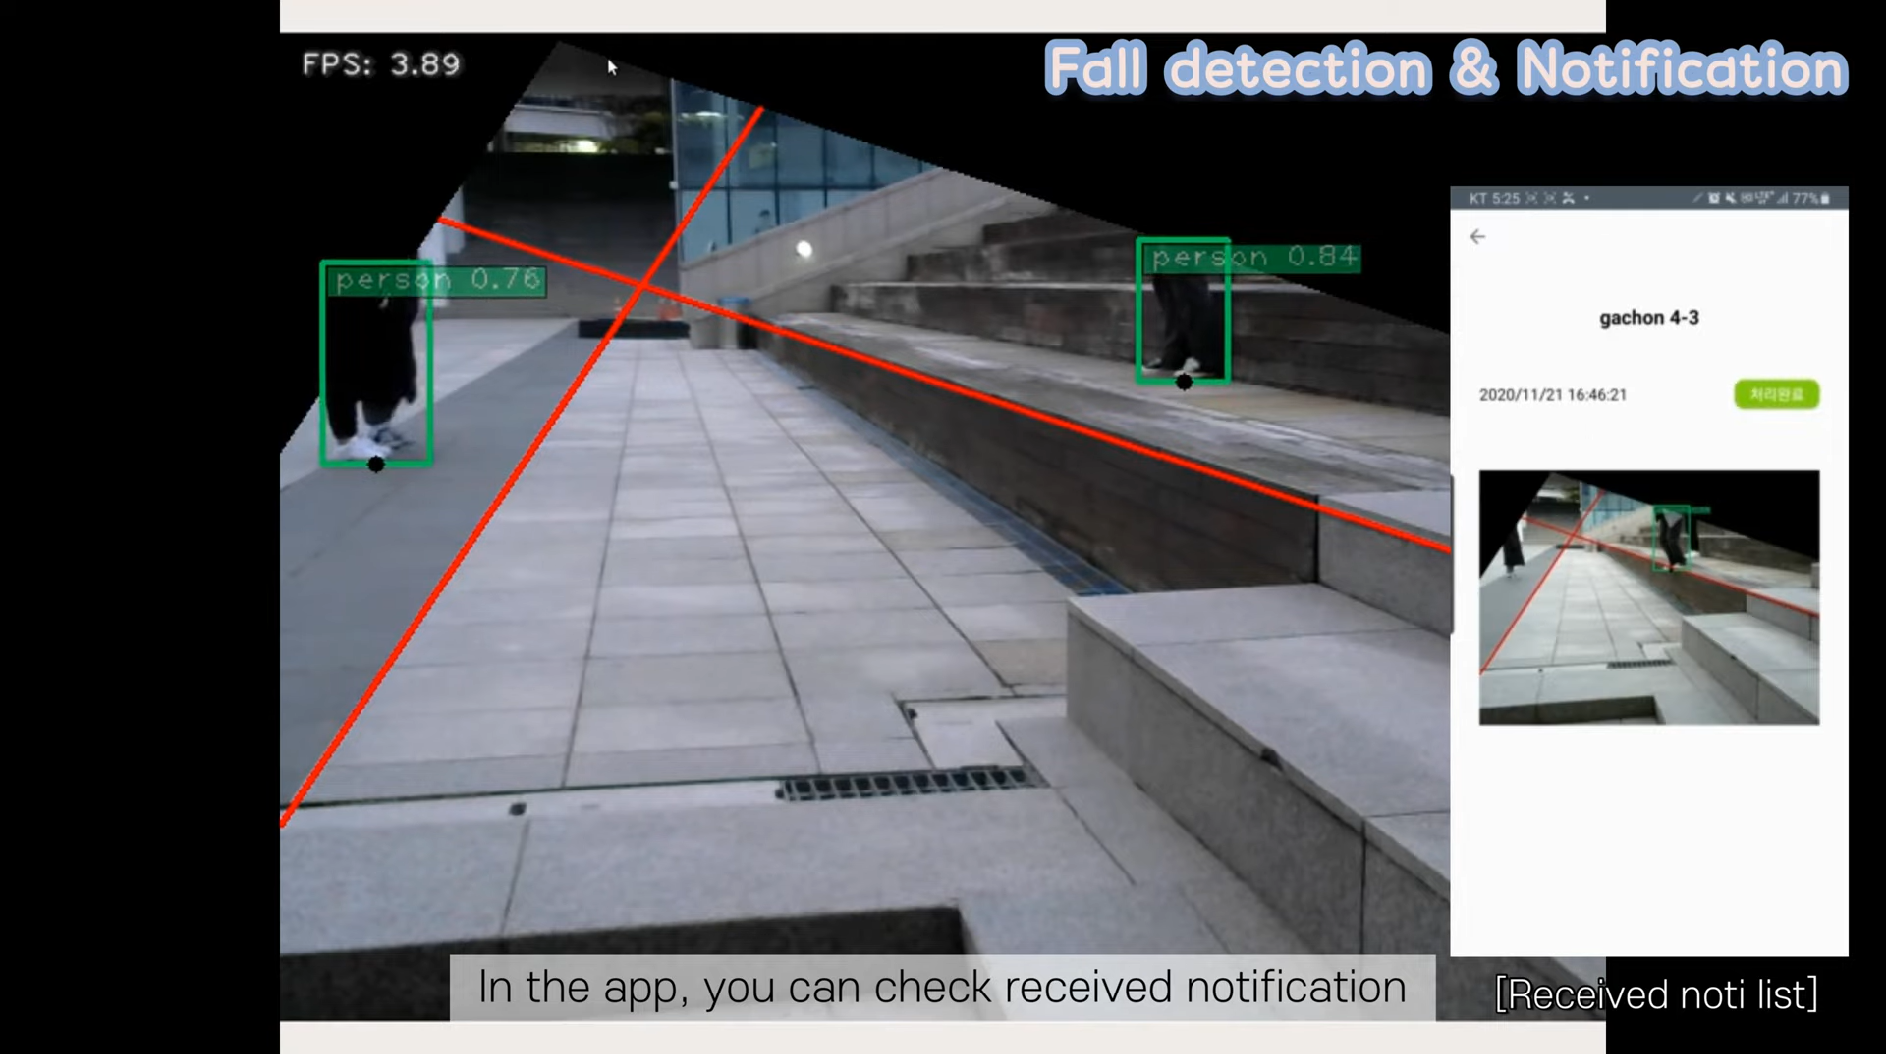 FPS: 3.89
Fall detection & Notification
person 0.76
person 0.84
KT 5:25
77%
gachon 4-3
2020/11/21 16:46:21
처리완료
In the app, you can check received notification
[Received noti list]